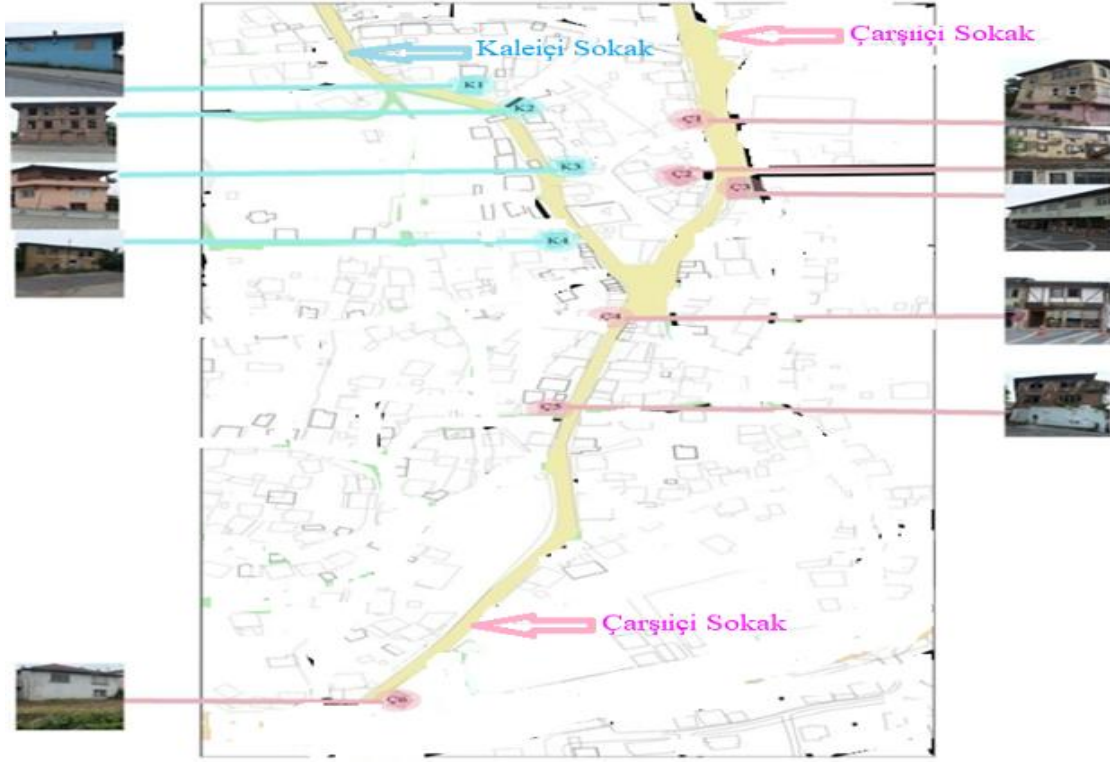 Çarşıiçi Sokak
Kaleiçi Sokak
K1
K2
Ç1
K3
Ç2
Ç3
K4
Ç4
Ç5
Çarşıiçi Sokak
Ç6